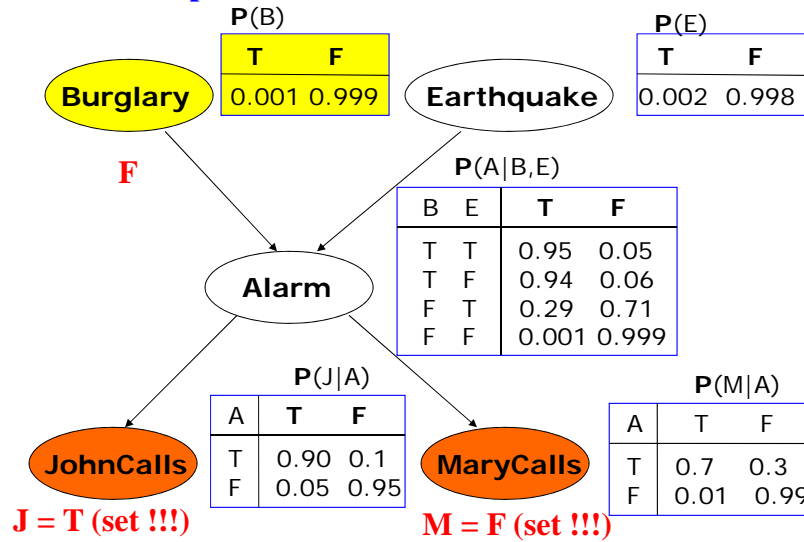 P(B)
T F
0.001 0.999
P(E)
T F
0.002 0.998
Burglary
Earthquake
F
P(A|B,E)
B E T F
T T 0.95 0.05
T F 0.94 0.06
F T 0.29 0.71
F F 0.001 0.999
Alarm
P(J|A)
A T F
T 0.90 0.1
F 0.05 0.95
P(M|A)
A T F
T 0.7 0.3
F 0.01 0.99
JohnCalls
MaryCalls
J = T (set !!!)
M = F (set !!!)